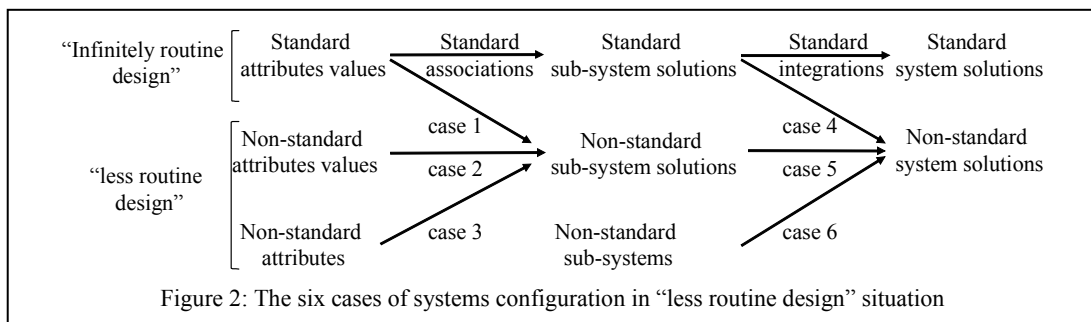 “Infinitely routine design”
Standard attributes values
Standard associations
Standard sub-system solutions
Standard integrations
Standard system solutions
case 1
case 4
“less routine design”
Non-standard attributes values
case 2
Non-standard sub-system solutions
case 5
Non-standard system solutions
Non-standard attributes
case 3
Non-standard sub-systems
case 6
Figure 2: The six cases of systems configuration in “less routine design” situation